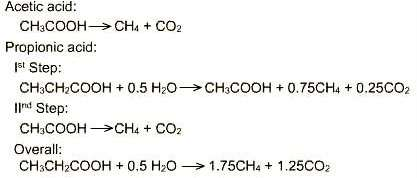 Acetic acid:
CH₃COOH → CH₄ + CO₂
Propionic acid:
Iˢᵗ Step:
CH₃CH₂COOH + 0.5 H₂O → CH₃COOH + 0.75CH₄ + 0.25CO₂
IIⁿᵈ Step:
CH₃COOH → CH₄ + CO₂
Overall:
CH₃CH₂COOH + 0.5 H₂O → 1.75CH₄ + 1.25CO₂